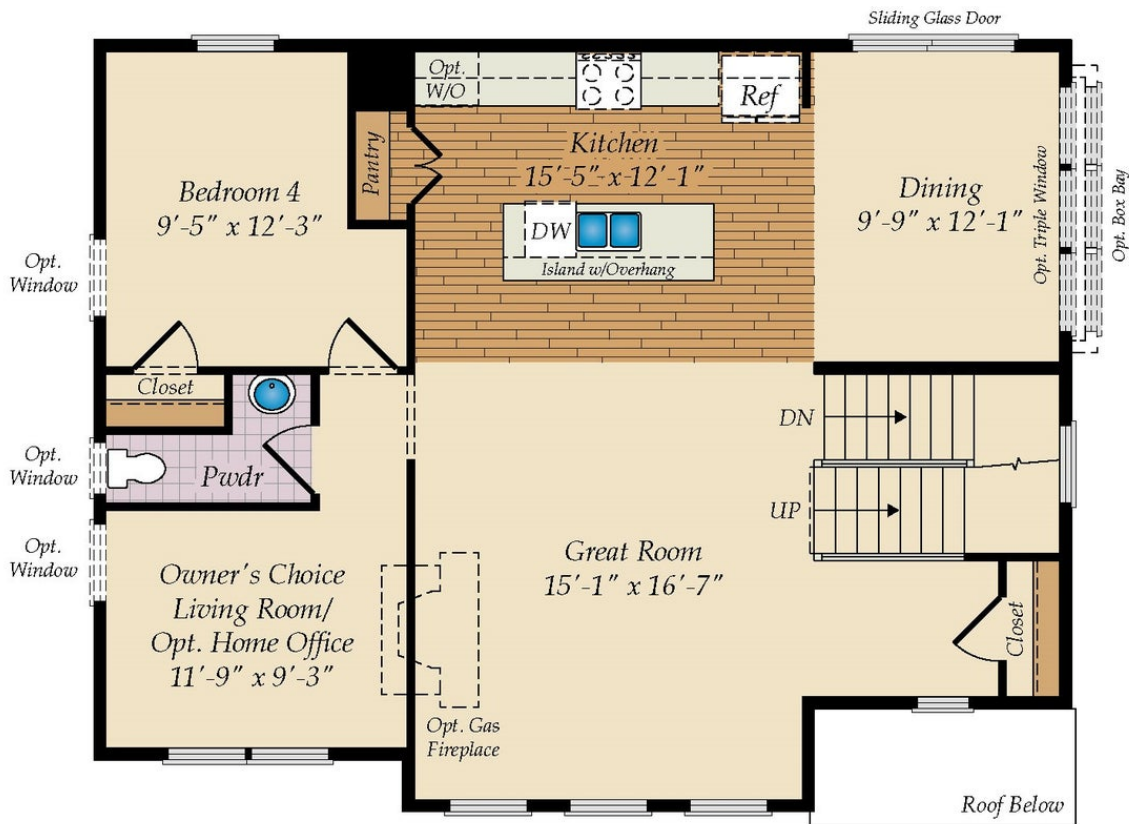 Sliding Glass Door
Opt.
W/O
Ref
Kitchen
15'-5" x 12'-1"
Pantry
Bedroom 4
9'-5" x 12'-3"
Dining
9'-9" x 12'-1"
Opt. Triple Window
Opt. Box Bay
DW
Island w/Overhang
Opt.
Window
Closet
DN
Opt.
Window
Pwdr
UP
Opt.
Window
Great Room
15'-1" x 16'-7"
Owner's Choice
Living Room/
Opt. Home Office
11'-9" x 9'-3"
Closet
Opt. Gas
Fireplace
Roof Below